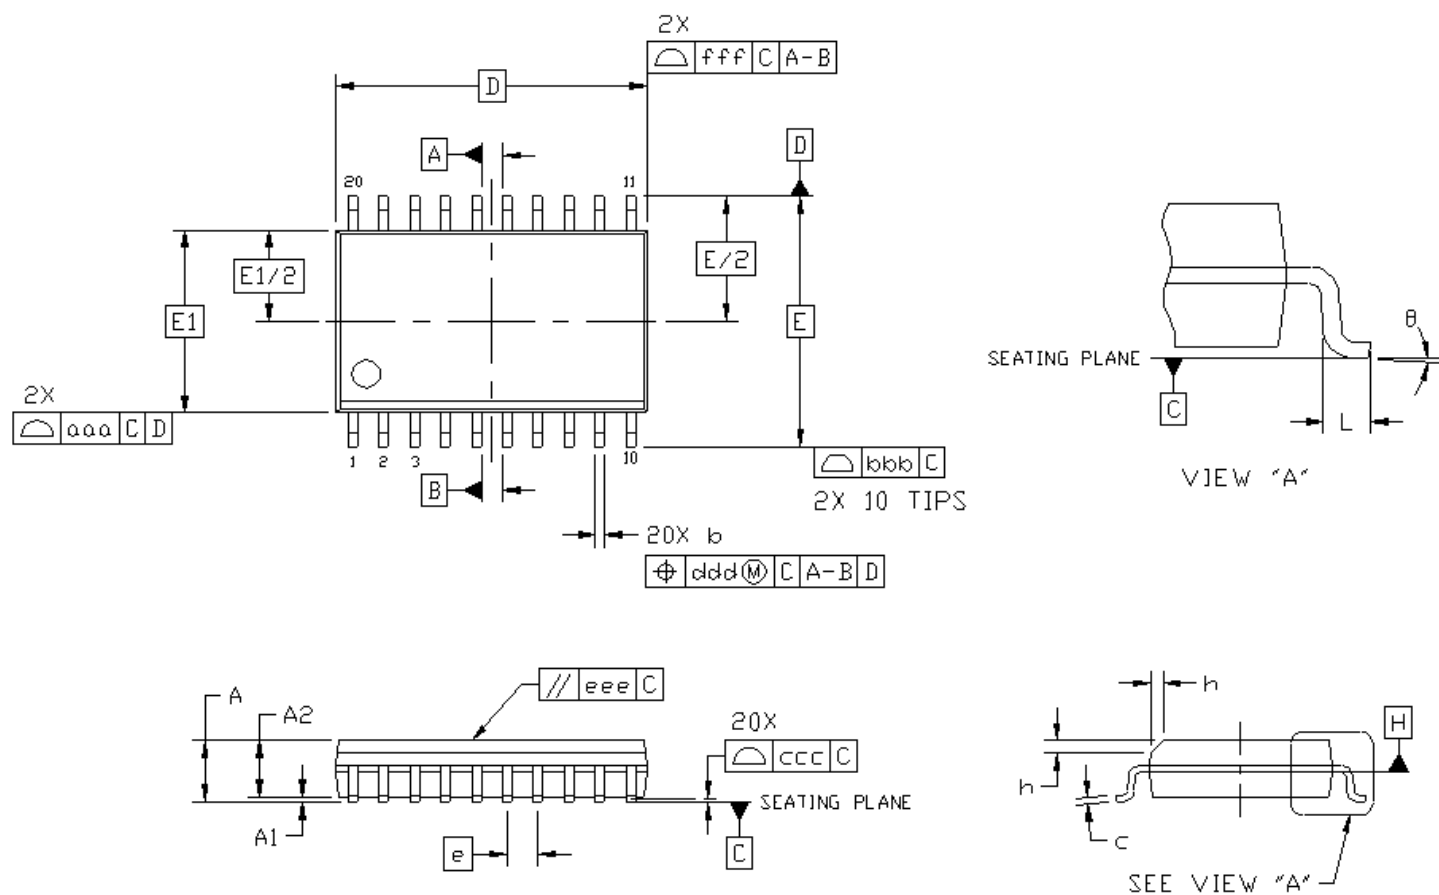 2X
⌓ fff C A-B
D
A
D
20
11
E1/2
E/2
E1
E
2X
⌓ aaa C D
1 2 3
10
B
⌓ bbb C
2X 10 TIPS
20X b
⌖ ddd Ⓜ C A-B D
θ
SEATING PLANE
C
L
VIEW "A"
// eee C
A
A2
20X
⌓ ccc C
SEATING PLANE
A1
e
C
h
H
h
c
SEE VIEW "A"